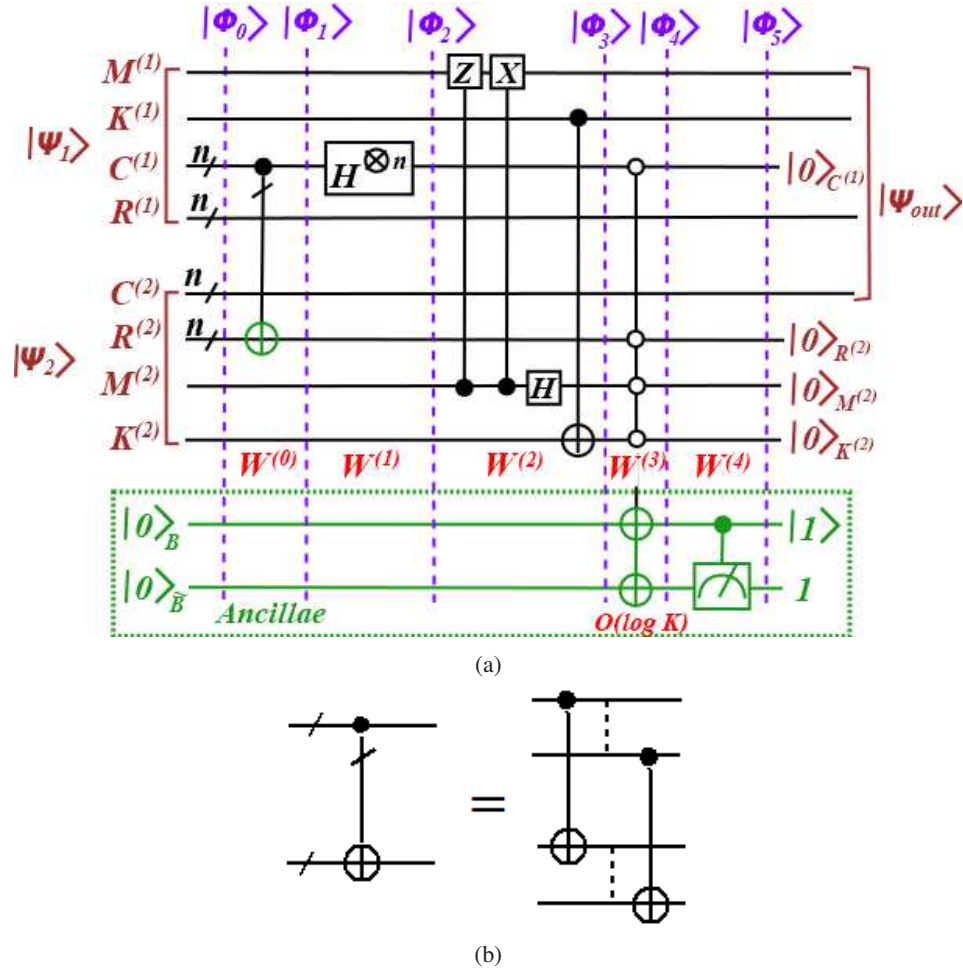 |Φ₀⟩ |Φ₁⟩ |Φ₂⟩ |Φ₃⟩ |Φ₄⟩ |Φ₅⟩
M⁽¹⁾ Z X
K⁽¹⁾
|Ψ₁⟩
C⁽¹⁾ n H⊗n |0⟩C⁽¹⁾
R⁽¹⁾ n |Ψout⟩
C⁽²⁾ n
R⁽²⁾ n |0⟩R⁽²⁾
|Ψ₂⟩
M⁽²⁾ H |0⟩M⁽²⁾
K⁽²⁾ |0⟩K⁽²⁾
W⁽⁰⁾ W⁽¹⁾ W⁽²⁾ W⁽³⁾ W⁽⁴⁾
|0⟩B |1⟩
|0⟩B̃ 1
Ancillae O(log K)
(a)
=
(b)